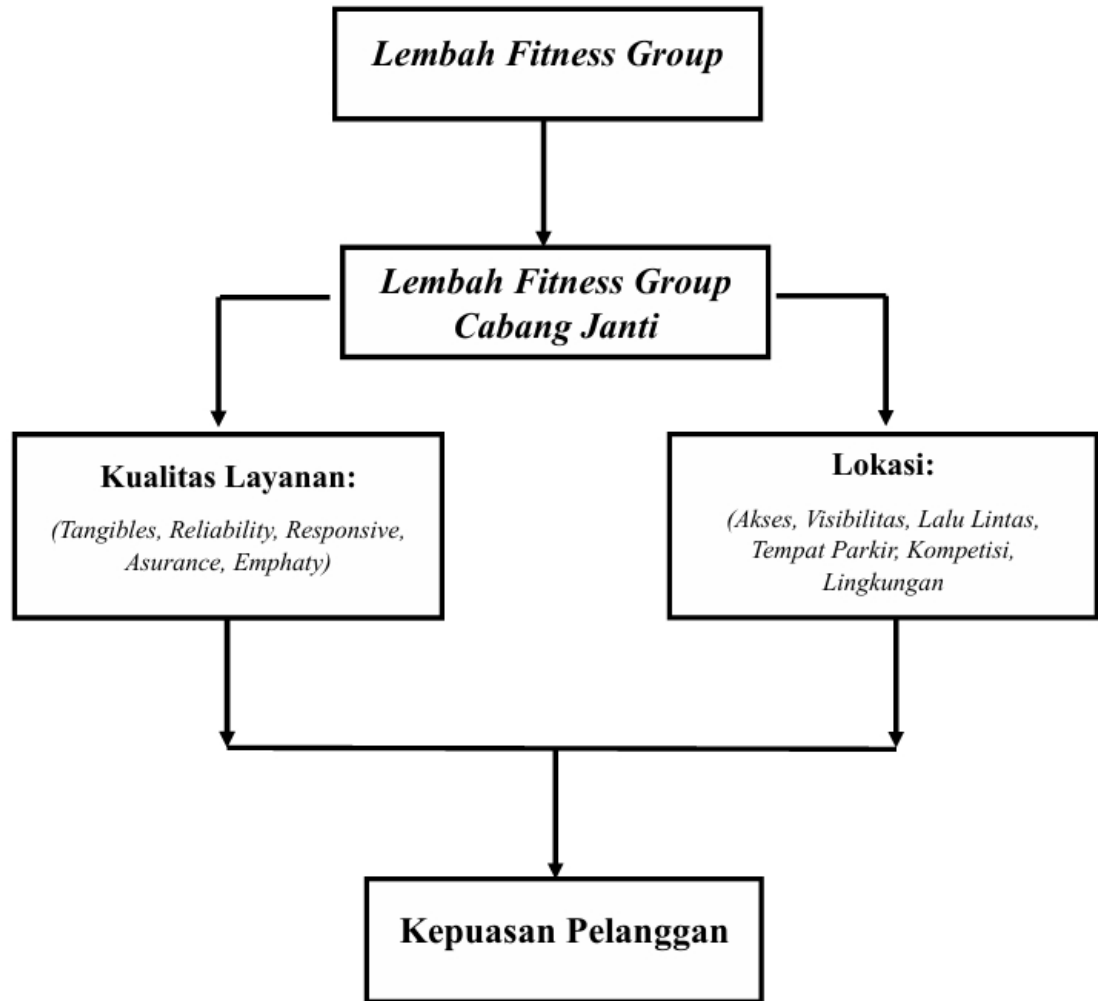 Lembah Fitness Group
Lembah Fitness Group
Cabang Janti
Kualitas Layanan:
(Tangibles, Reliability, Responsive,
Asurance, Emphaty)
Lokasi:
(Akses, Visibilitas, Lalu Lintas,
Tempat Parkir, Kompetisi,
Lingkungan
Kepuasan Pelanggan